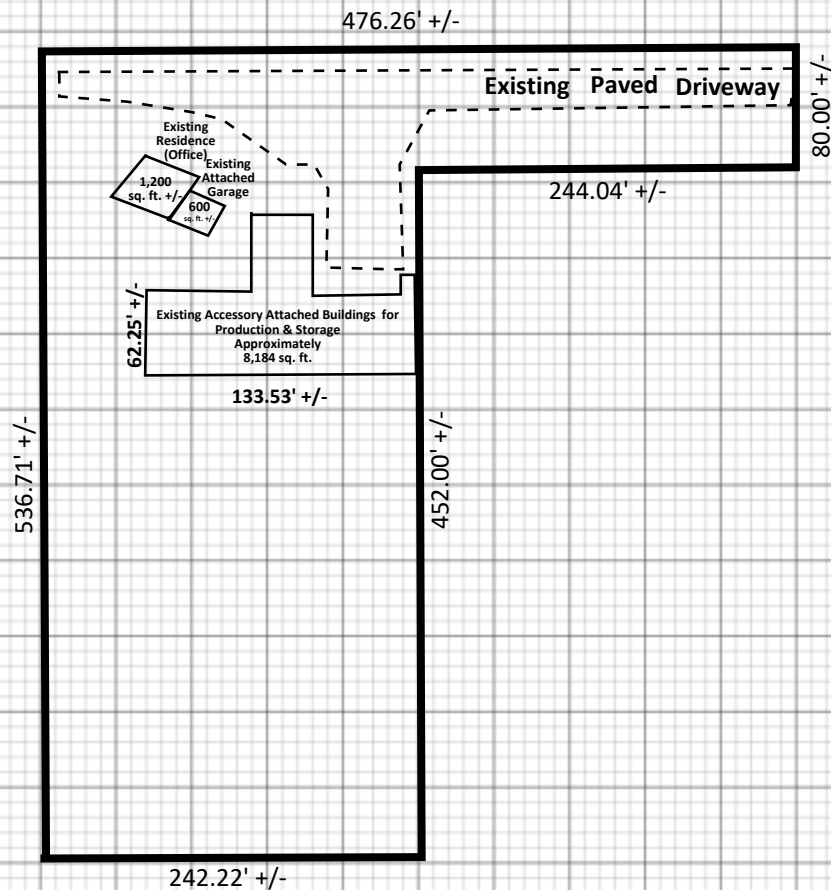 476.26' +/-
Existing Paved Driveway
80.00' +/-
244.04' +/-
Existing
Residence
(Office)
1,200
sq. ft. +/-
Existing
Attached
Garage
600
sq. ft. +/-
62.25' +/-
Existing Accessory Attached Buildings for
Production & Storage
Approximately
8,184 sq. ft.
133.53' +/-
536.71' +/-
452.00' +/-
242.22' +/-